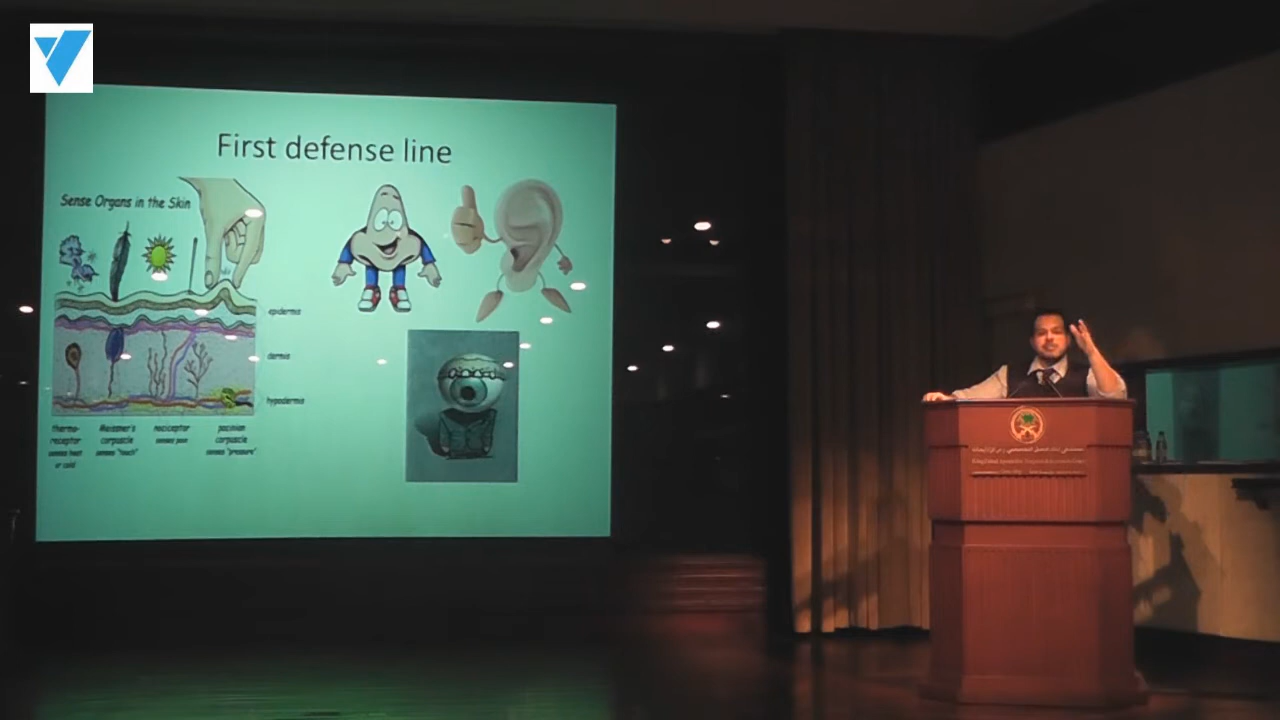 First defense line
Sense Organs in the Skin
epidermis
dermis
hypodermis
thermo-
receptor
senses heat
or cold
Meissner's
corpuscle
senses "touch"
nociceptor
senses pain
pacinian
corpuscle
senses "pressure"